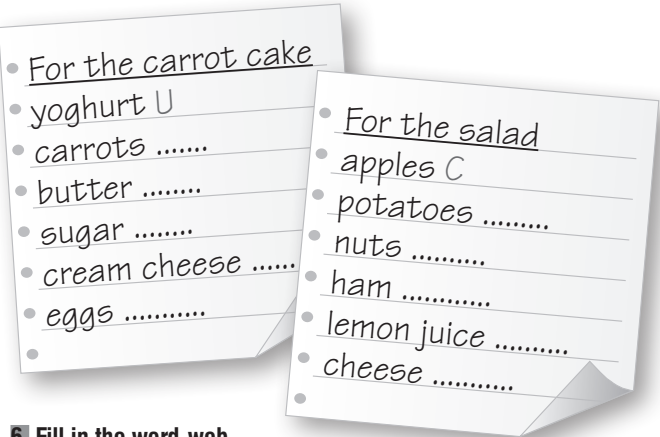 For the carrot cake
yoghurt U
carrots .......
butter ........
sugar ........
cream cheese ......
eggs ...........
For the salad
apples C
potatoes .........
nuts ..........
ham ............
lemon juice ..........
cheese ...........
6 Fill in the word web